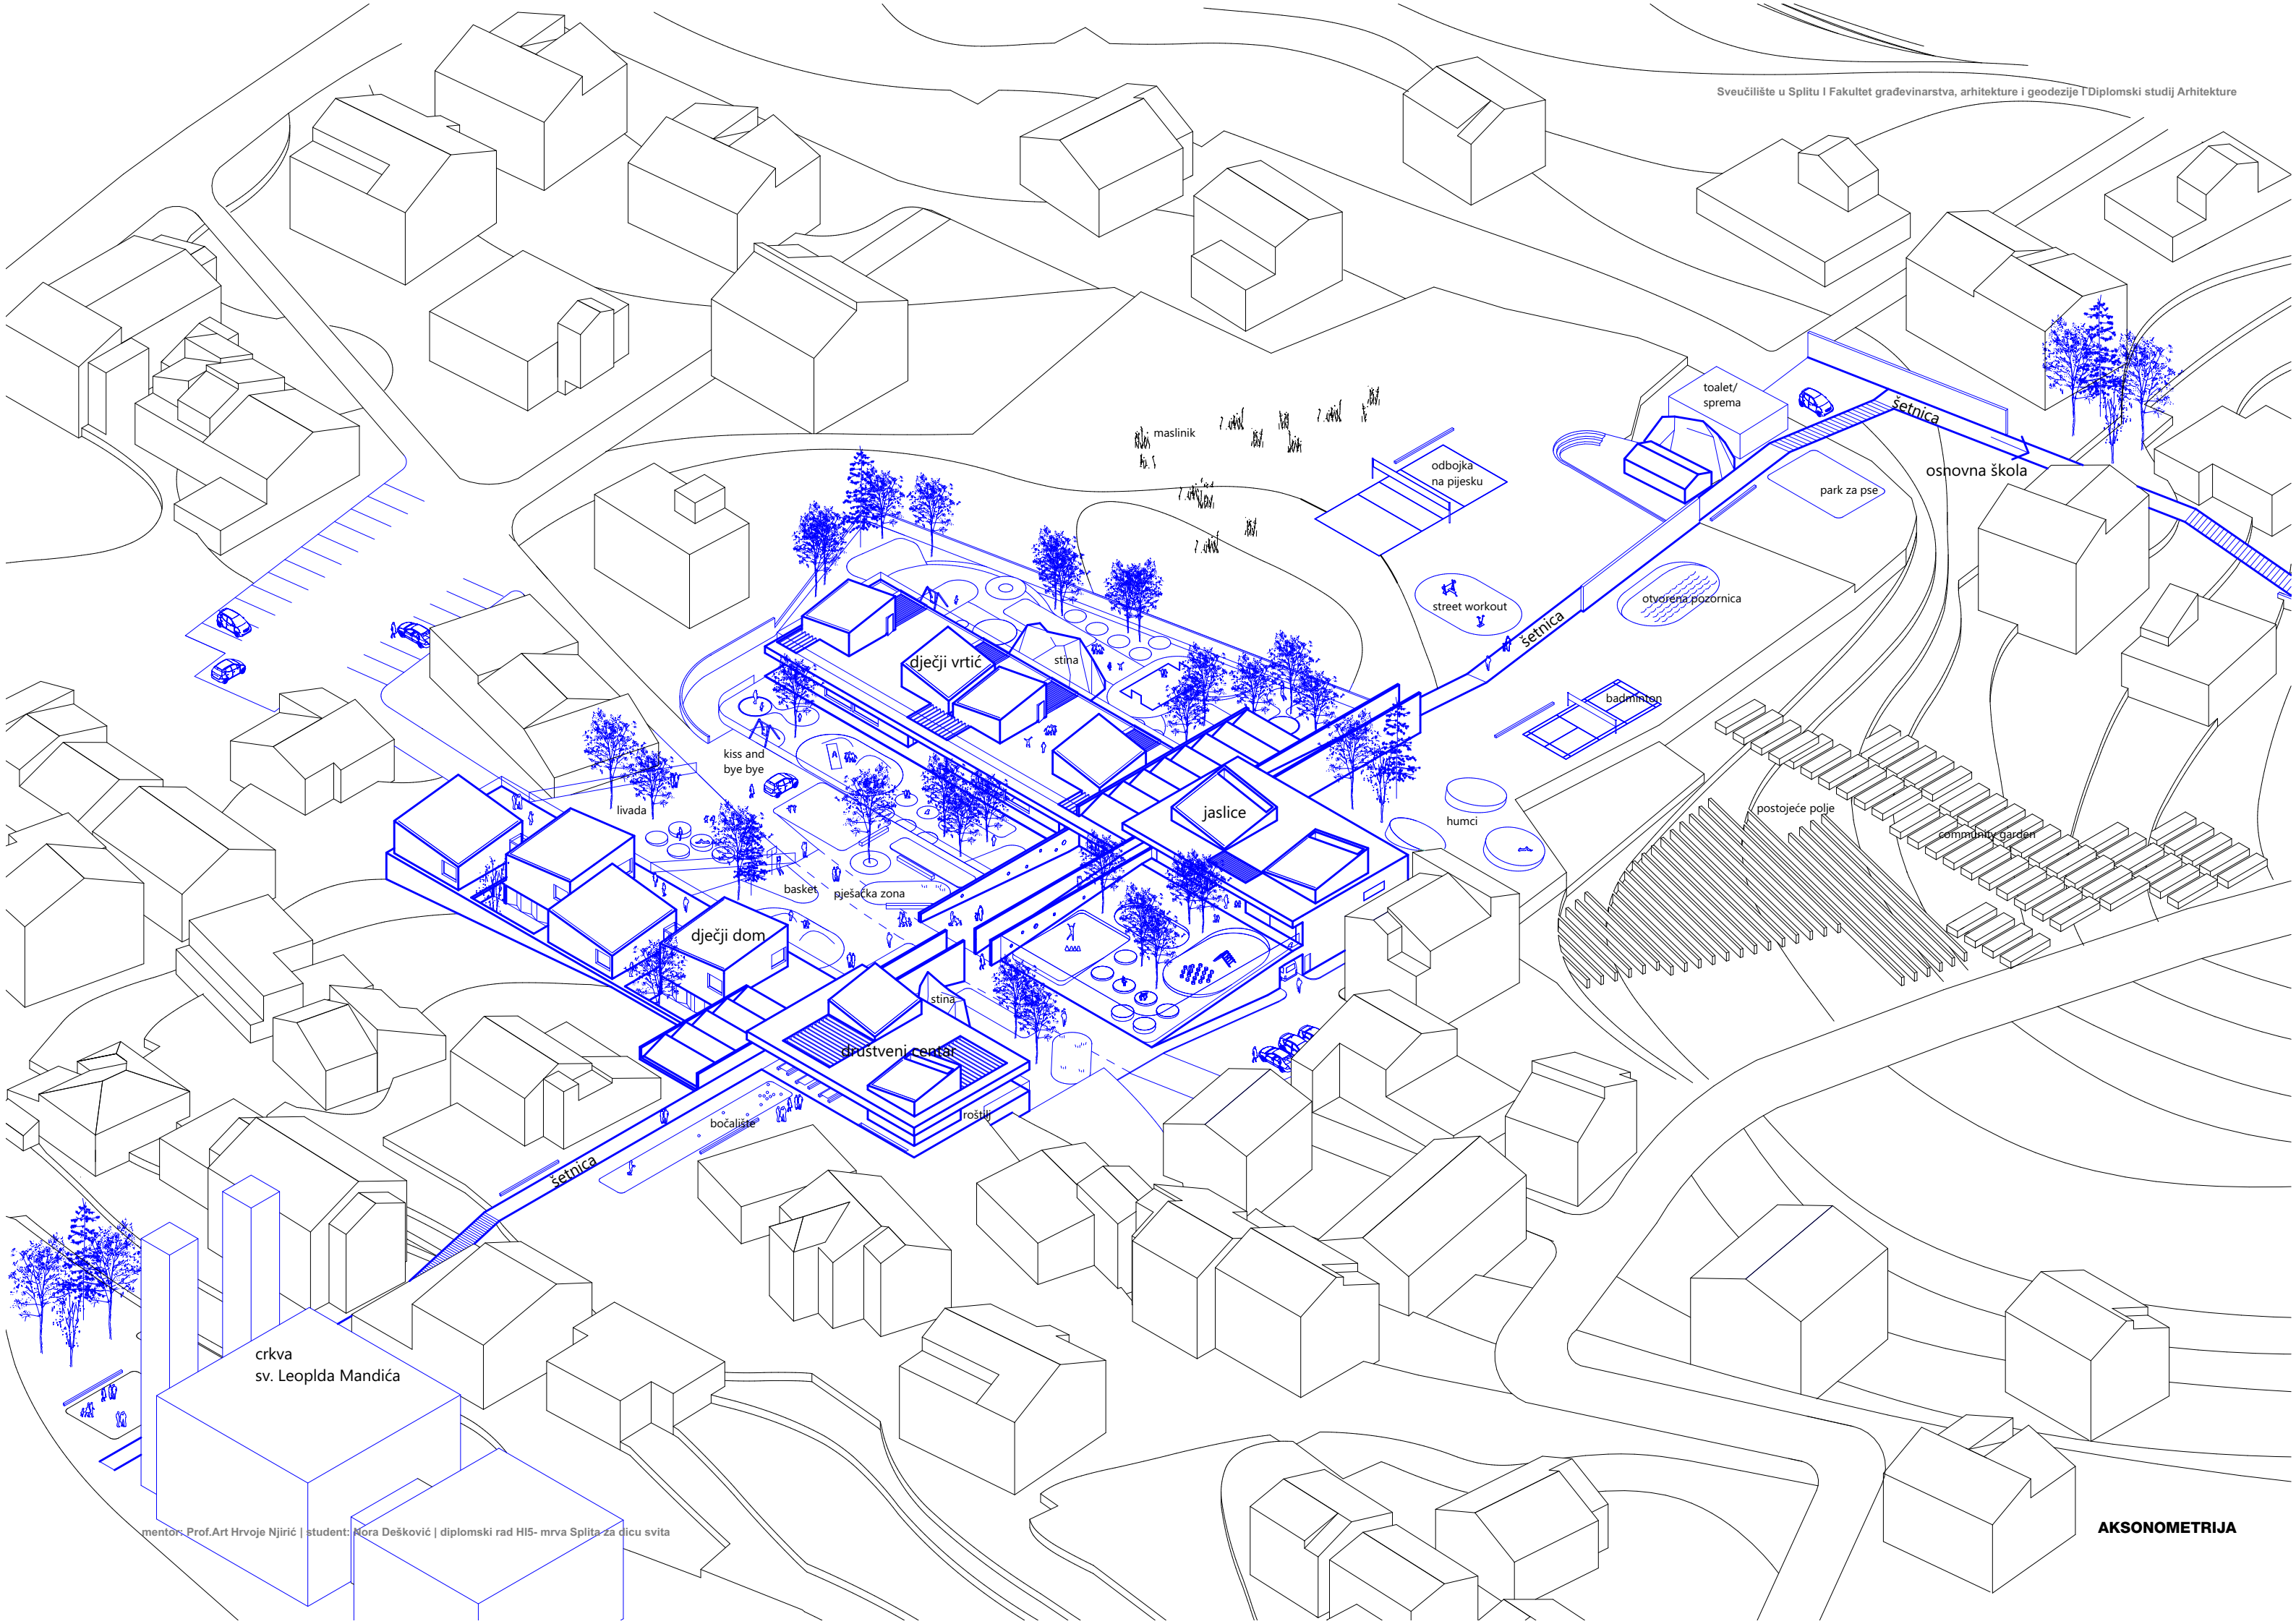 Sveučilište u Splitu I Fakultet građevinarstva, arhitekture i geodezije I Diplomski studij Arhitekture
toalet/
sprema
šetnica
maslinik
odbojka
na pijesku
osnovna škola
park za pse
street workout
otvorena pozornica
šetnica
dječji vrtić
stina
badminton
kiss and
bye bye
livada
jaslice
humci
postojeće polje
community garden
basket
pješačka zona
dječji dom
stina
društveni centar
roštilj
bočalište
šetnica
crkva
sv. Leoplda Mandića
mentor: Prof.Art Hrvoje Njirić | student: Nora Dešković | diplomski rad HI5- mrva Splita za dicu svita
AKSONOMETRIJA